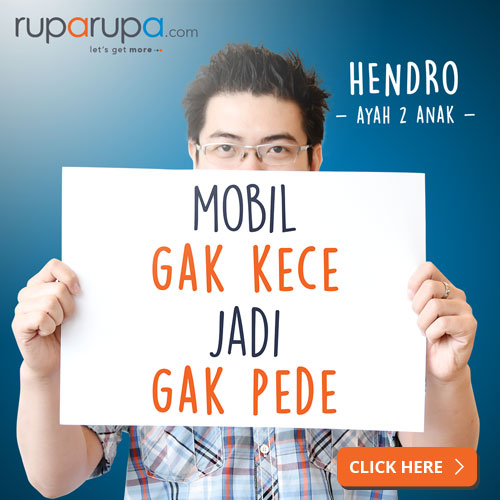 ruparupa.com
let's get more
HENDRO
- AYAH 2 ANAK -
MOBIL
GAK KECE
JADI
GAK PEDE
CLICK HERE >